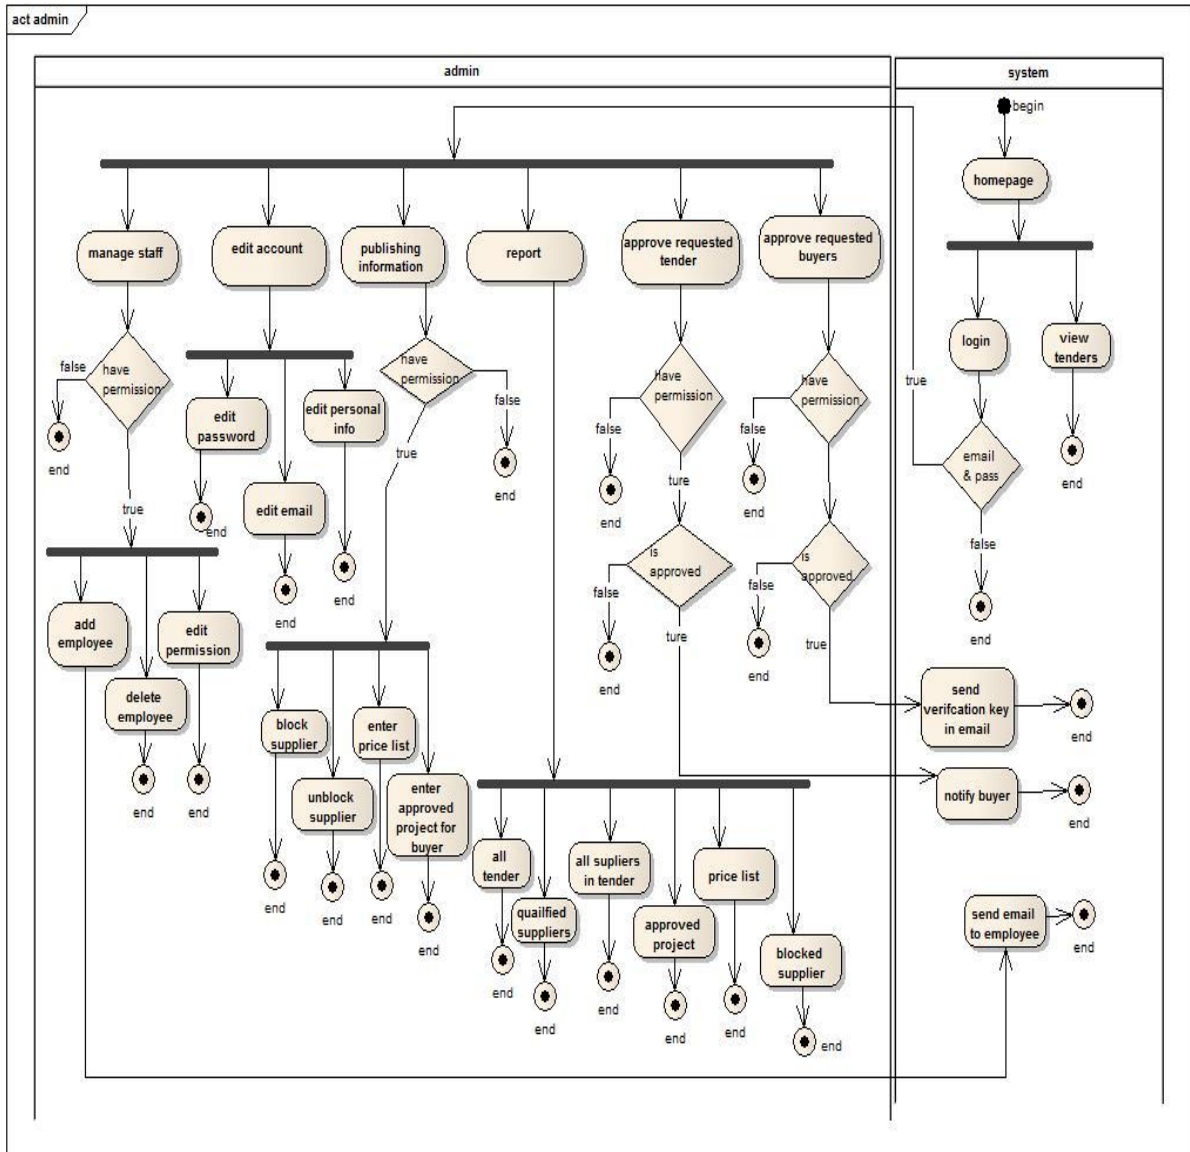 act admin
admin
system
begin
homepage
manage staff
edit account
publishing
information
report
approve requested
tender
approve requested
buyers
login
view
tenders
false
have
permission
have
permission
false
have
permission
false
have
permission
false
true
email
& pass
edit
password
edit personal
info
end
true
end
end
end
end
end
true
end
edit email
ture
false
end
is
approved
false
is
approved
false
end
end
add
employee
edit
permission
ture
true
end
end
end
delete
employee
block
supplier
enter
price list
send
verifcation key
in email
end
unblock
supplier
enter
approved
project for
buyer
notify buyer
end
end
end
all
tender
all supliers
in tender
price list
end
end
end
end
quailfied
suppliers
approved
project
blocked
supplier
send email
to employee
end
end
end
end
end
end
end